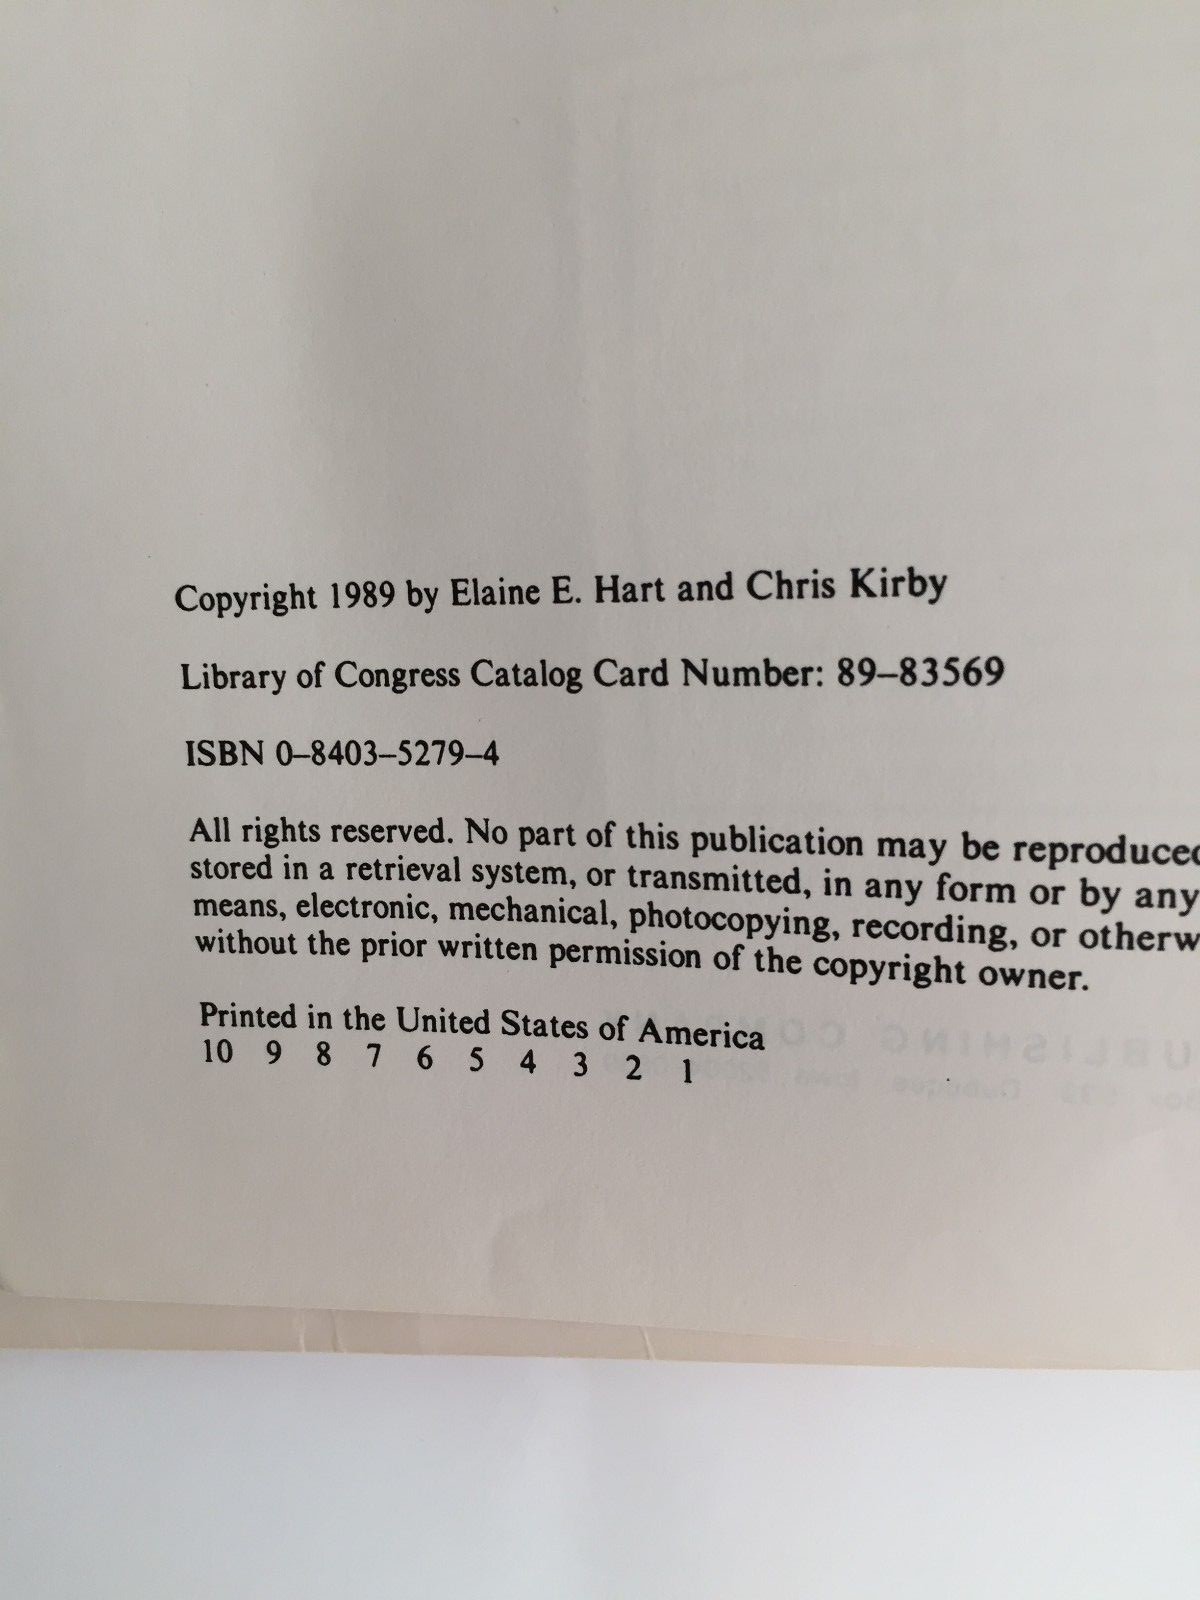 Copyright 1989 by Elaine E. Hart and Chris Kirby
Library of Congress Catalog Card Number: 89–83569
ISBN 0–8403–5279–4
All rights reserved. No part of this publication may be reproduced
stored in a retrieval system, or transmitted, in any form or by any
means, electronic, mechanical, photocopying, recording, or otherw
without the prior written permission of the copyright owner.
Printed in the United States of America
10 9 8 7 6 5 4 3 2 1